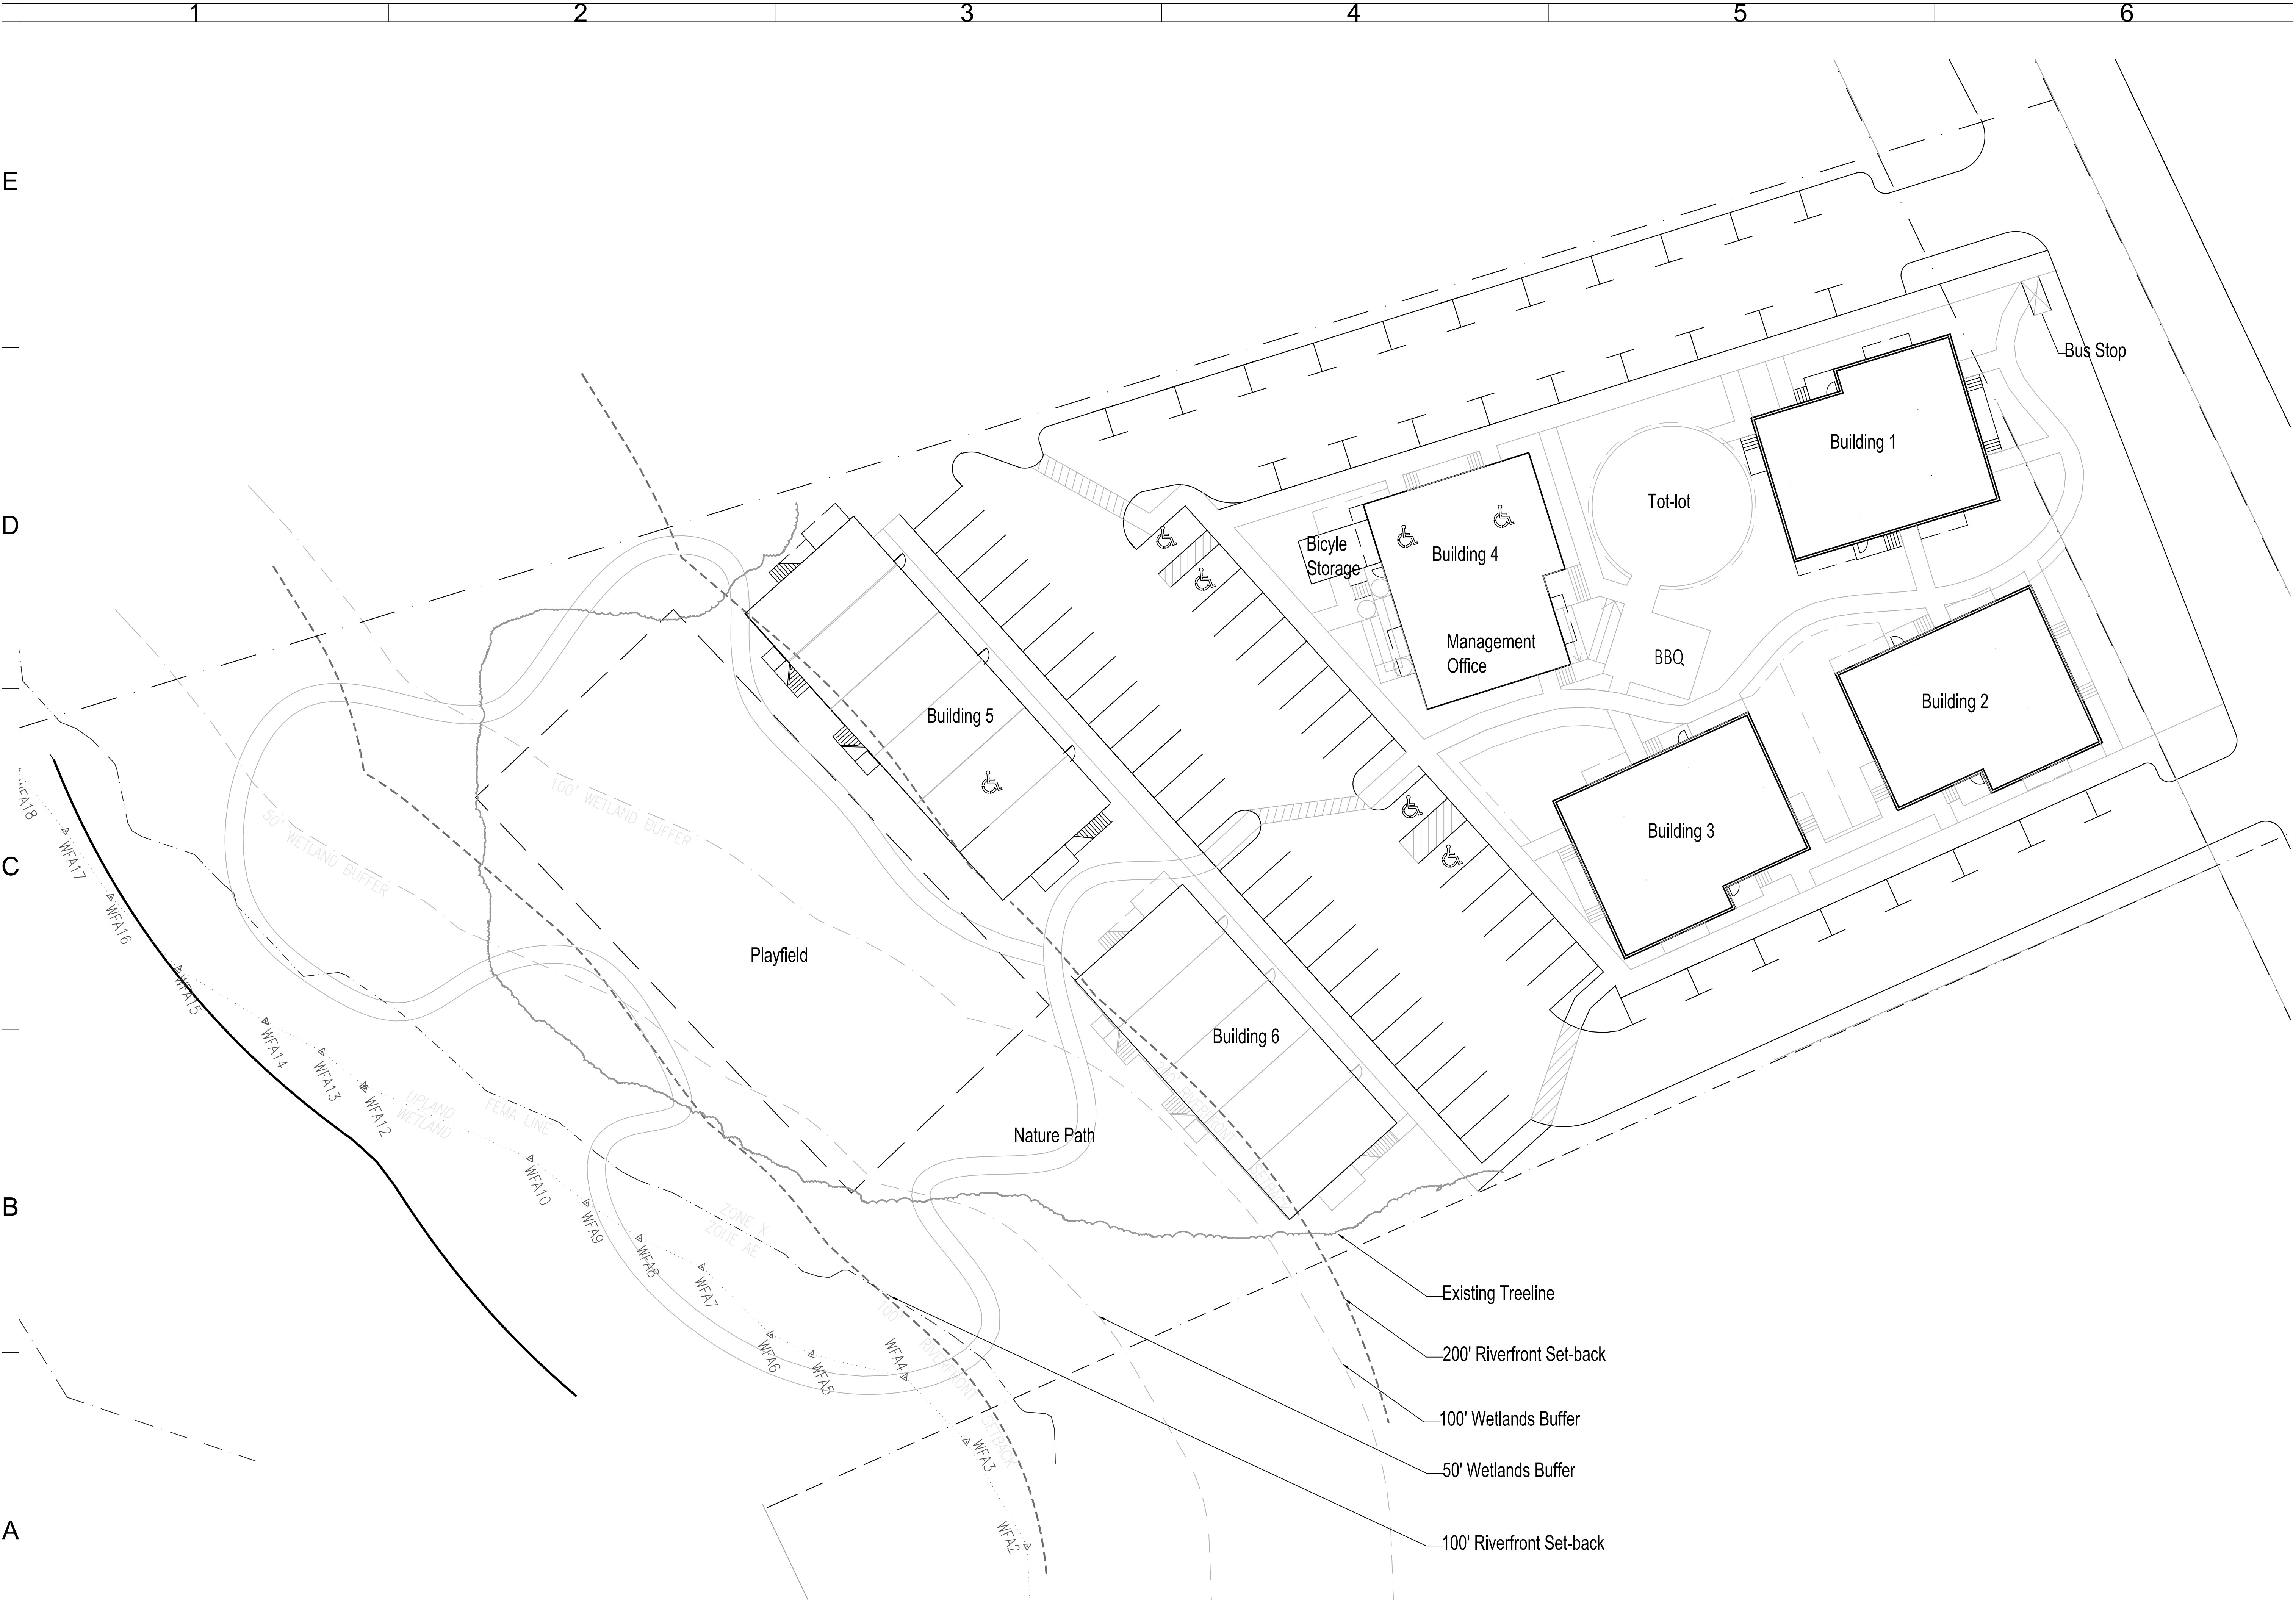 1
2
3
4
5
6
E
D
C
B
A
Bus Stop
Building 1
Tot-lot
Bicyle
Storage
Building 4
Management
Office
BBQ
Building 2
Building 3
Building 5
Building 6
Playfield
Nature Path
100' WETLAND BUFFER
50' WETLAND BUFFER
WFA18
WFA17
WFA16
WFA15
WFA14
WFA13
WFA12
UPLAND
WETLAND
FEMA LINE
WFA10
WFA9
WFA8
WFA7
WFA6
WFA5
WFA4
WFA3
WFA2
ZONE X
ZONE AE
100' RIVERFRONT SETBACK
Existing Treeline
200' Riverfront Set-back
100' Wetlands Buffer
50' Wetlands Buffer
100' Riverfront Set-back